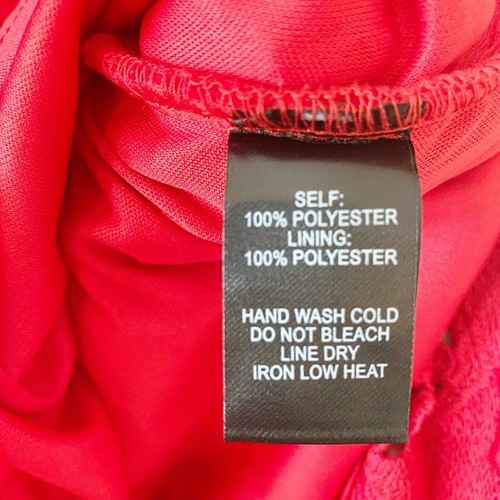 SELF:
100% POLYESTER
LINING:
100% POLYESTER
HAND WASH COLD
DO NOT BLEACH
LINE DRY
IRON LOW HEAT